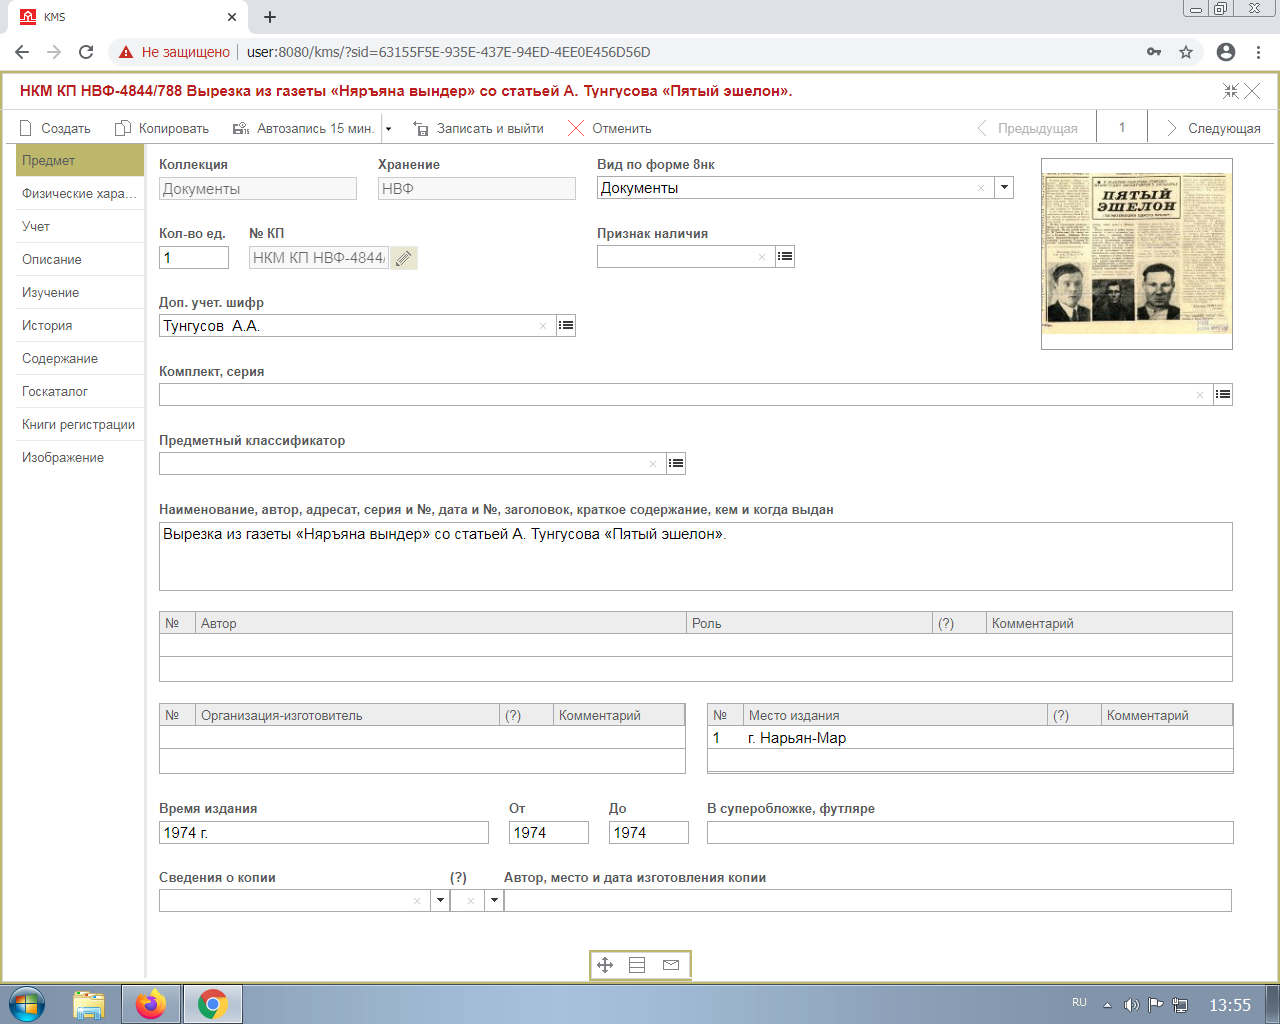 KMS
Не защищено user:8080/kms/?sid=63155F5E-935E-437E-94ED-4EE0E456D56D
НКМ КП НВФ-4844/788 Вырезка из газеты «Няръяна вындер» со статьей А. Тунгусова «Пятый эшелон».
Создать Копировать Автозапись 15 мин. Записать и выйти Отменить Предыдущая 1 Следующая
Предмет
Физические хара...
Учет
Описание
Изучение
История
Содержание
Госкаталог
Книги регистрации
Изображение
Коллекция Хранение Вид по форме 8нк
Документы НВФ Документы
Кол-во ед. № КП Признак наличия
1 НКМ КП НВФ-4844/
Доп. учет. шифр
Тунгусов А.А.
ПЯТЫЙ
ЭШЕЛОН
Комплект, серия
Предметный классификатор
Наименование, автор, адресат, серия и №, дата и №, заголовок, краткое содержание, кем и когда выдан
Вырезка из газеты «Няръяна вындер» со статьей А. Тунгусова «Пятый эшелон».
№ Автор Роль (?) Комментарий
№ Организация-изготовитель (?) Комментарий
№ Место издания (?) Комментарий
1 г. Нарьян-Мар
Время издания От До В суперобложке, футляре
1974 г. 1974 1974
Сведения о копии (?) Автор, место и дата изготовления копии
RU 13:55